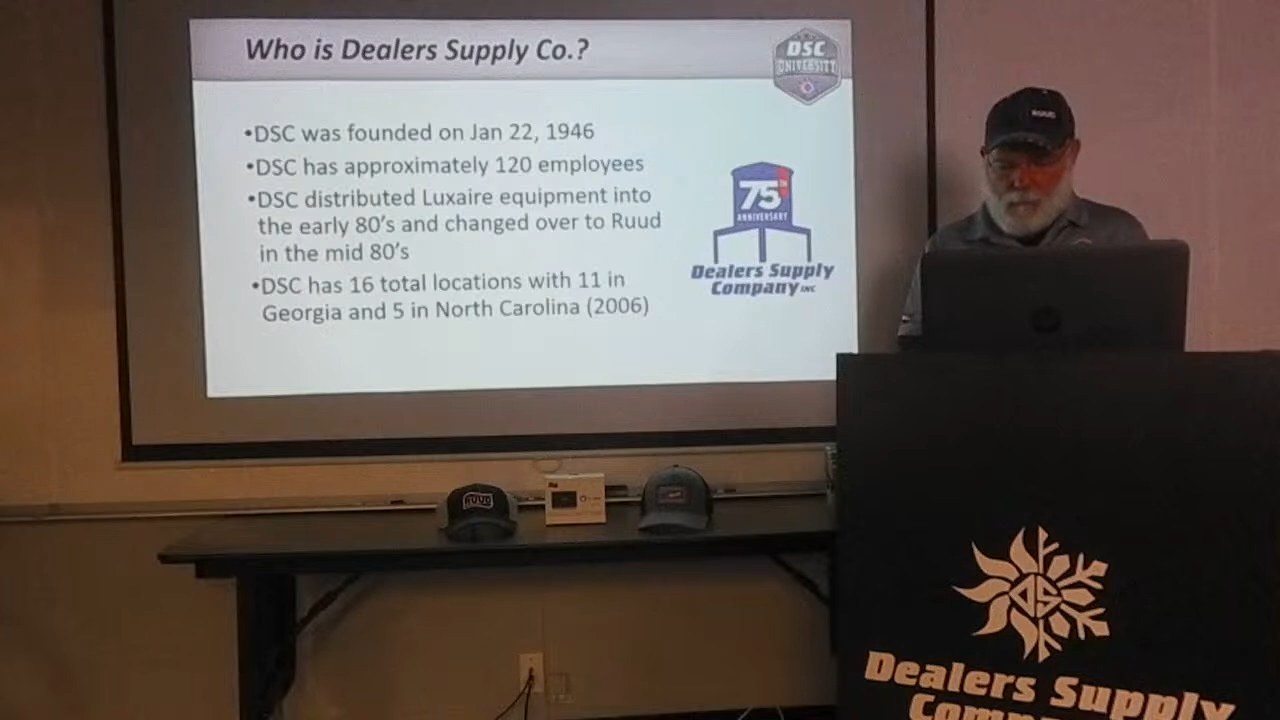 Who is Dealers Supply Co.?
DSC
UNIVERSITY
•DSC was founded on Jan 22, 1946
•DSC has approximately 120 employees
•DSC distributed Luxaire equipment into
the early 80's and changed over to Ruud
in the mid 80's
•DSC has 16 total locations with 11 in
Georgia and 5 in North Carolina (2006)
75TH
ANNIVERSARY
Dealers Supply
Company INC
RUUD
RUUD
DS
Dealers Supply
Company